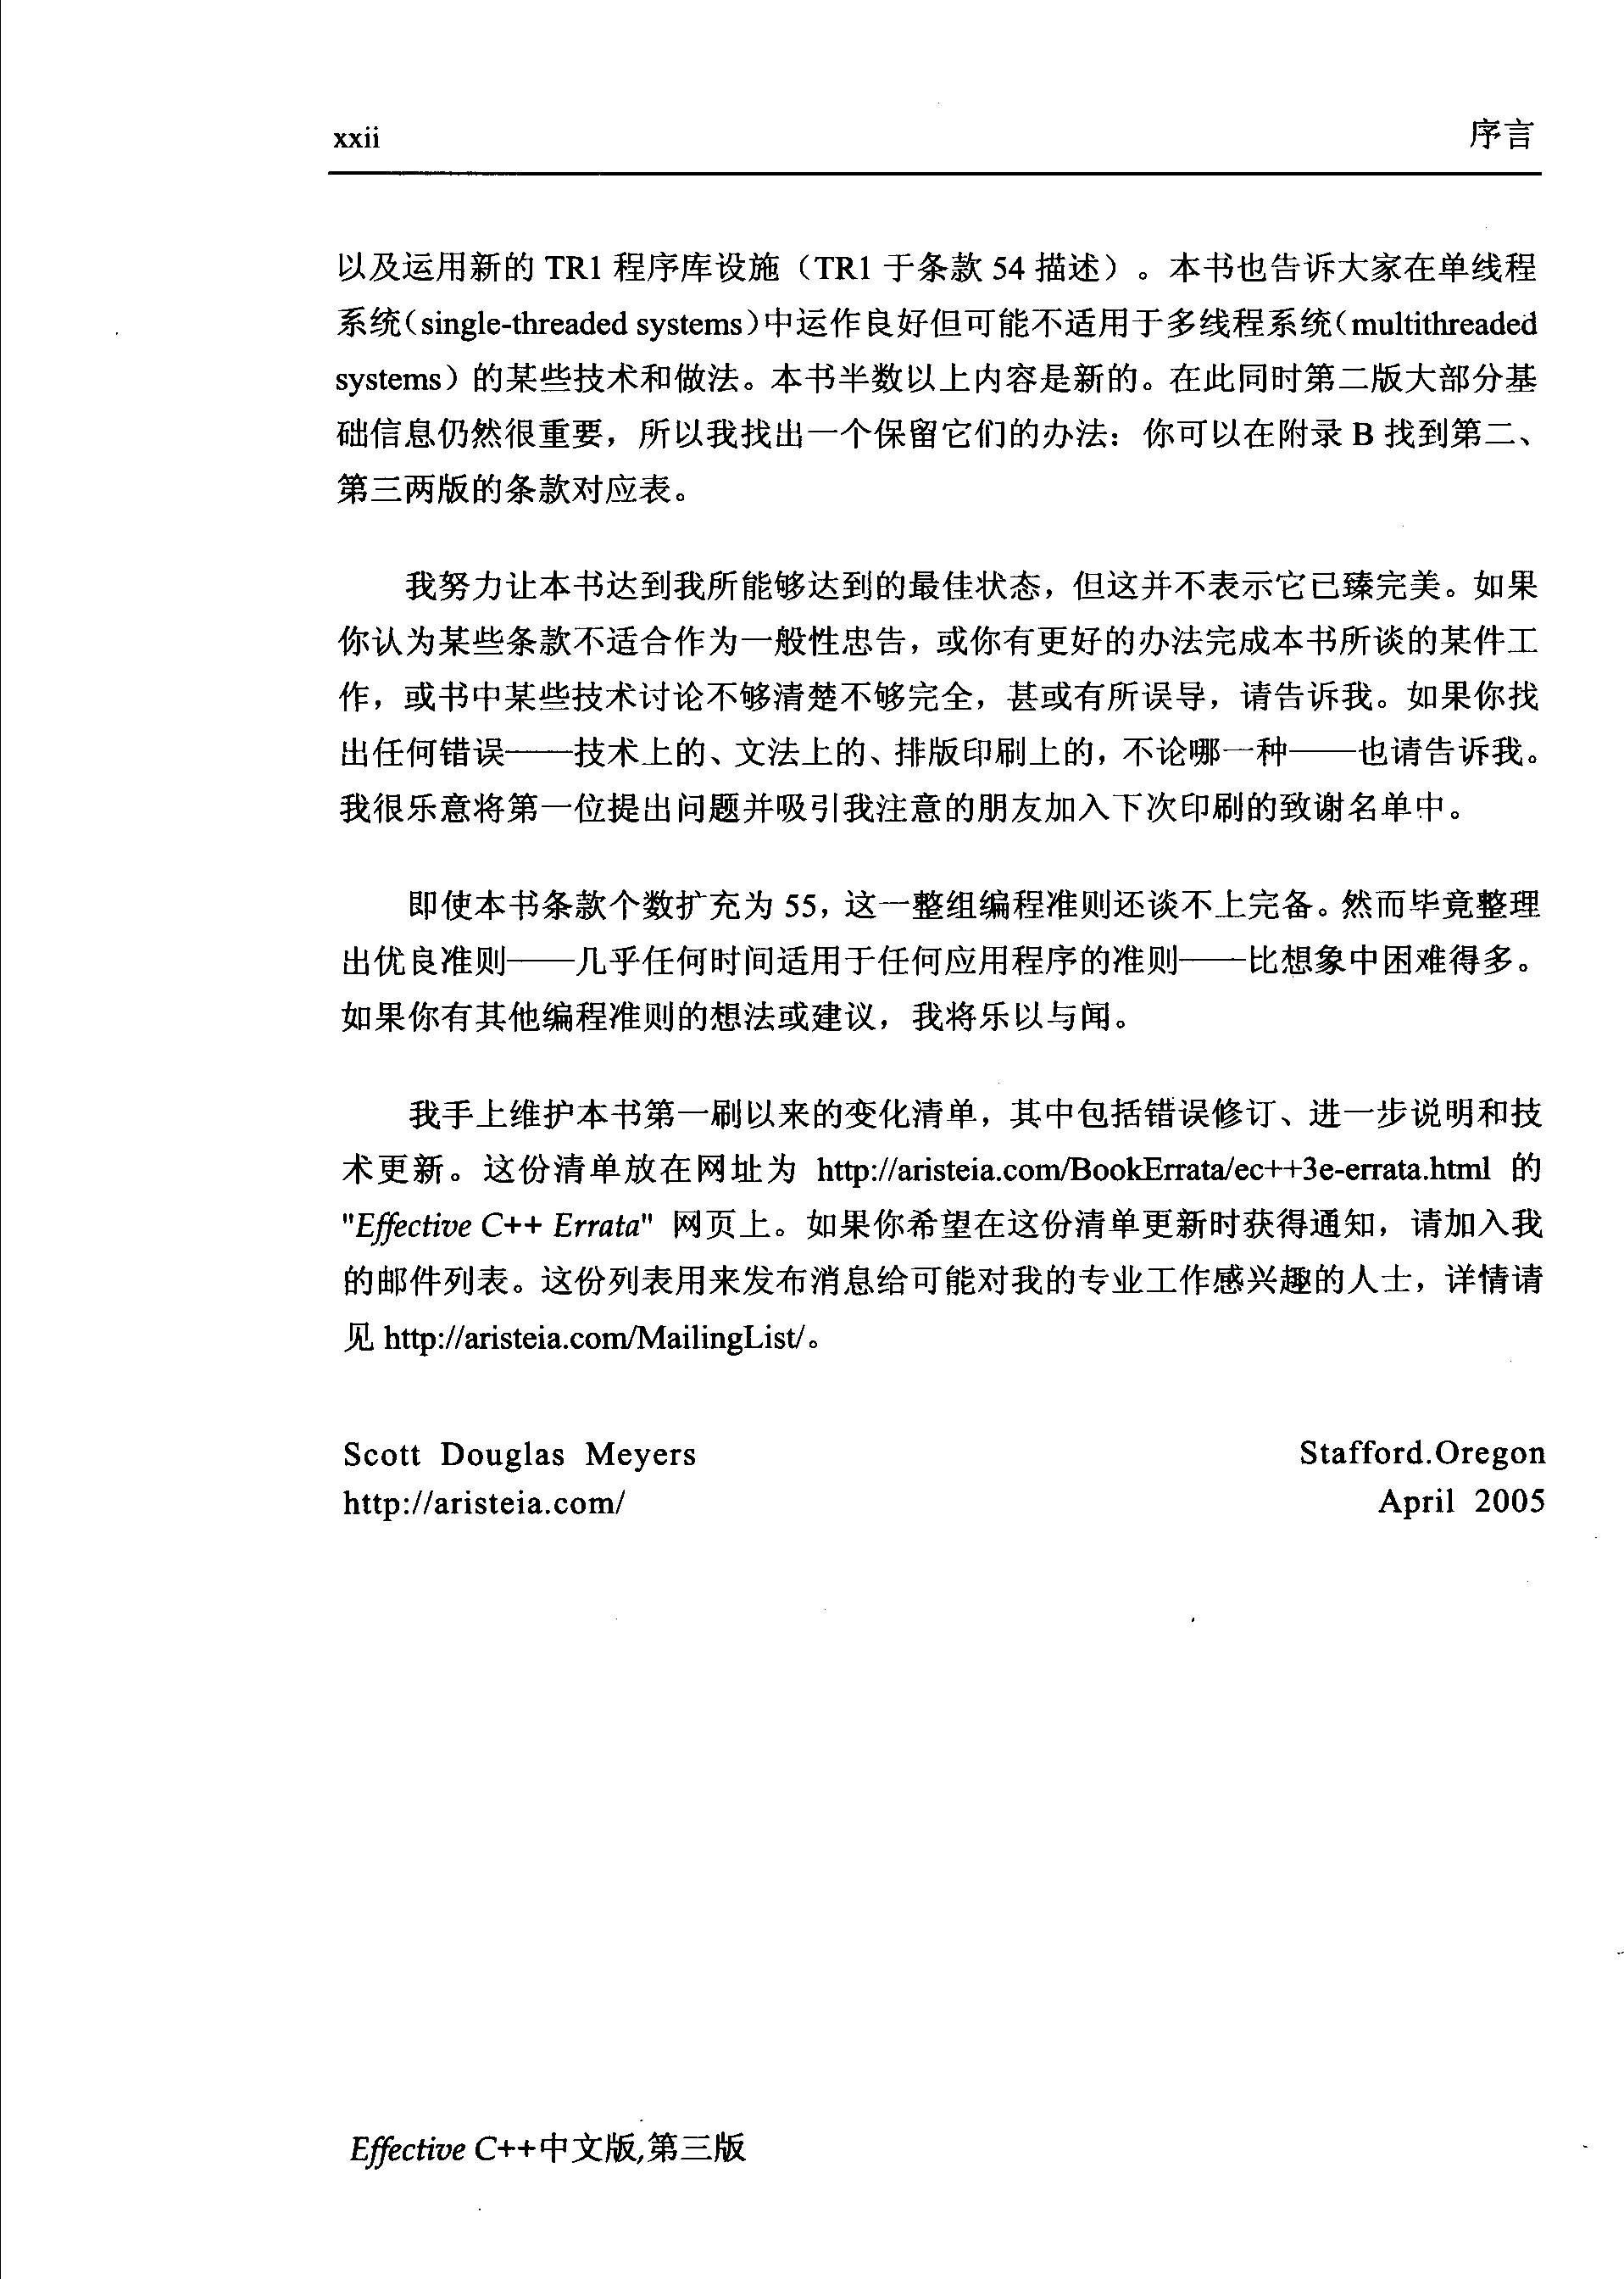 xxii 序言
以及运用新的 TR1 程序库设施（TR1 于条款 54 描述）。本书也告诉大家在单线程
系统（single-threaded systems）中运作良好但可能不适用于多线程系统（multithreaded
systems）的某些技术和做法。本书半数以上内容是新的。在此同时第二版大部分基
础信息仍然很重要，所以我找出一个保留它们的办法：你可以在附录 B 找到第二、
第三两版的条款对应表。
我努力让本书达到我所能够达到的最佳状态，但这并不表示它已臻完美。如果
你认为某些条款不适合作为一般性忠告，或你有更好的办法完成本书所谈的某件工
作，或书中某些技术讨论不够清楚不够完全，甚或有所误导，请告诉我。如果你找
出任何错误——技术上的、文法上的、排版印刷上的，不论哪一种——也请告诉我。
我很乐意将第一位提出问题并吸引我注意的朋友加入下次印刷的致谢名单中。
即使本书条款个数扩充为 55，这一整组编程准则还谈不上完备。然而毕竟整理
出优良准则——几乎任何时间适用于任何应用程序的准则——比想象中困难得多。
如果你有其他编程准则的想法或建议，我将乐以与闻。
我手上维护本书第一刷以来的变化清单，其中包括错误修订、进一步说明和技
术更新。这份清单放在网址为 http://aristeia.com/BookErrata/ec++3e-errata.html 的
"Effective C++ Errata" 网页上。如果你希望在这份清单更新时获得通知，请加入我
的邮件列表。这份列表用来发布消息给可能对我的专业工作感兴趣的人士，详情请
见 http://aristeia.com/MailingList/。
Scott Douglas Meyers Stafford.Oregon
http://aristeia.com/ April 2005
Effective C++中文版,第三版